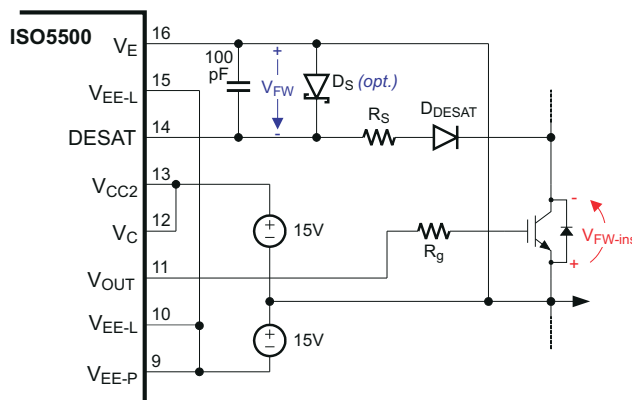 ISO5500
VE 16
VEE-L 15
DESAT 14
VCC2 13
VC 12
VOUT 11
VEE-L 10
VEE-P 9
100 pF
+
VFW
-
DS (opt.)
RS
DDESAT
+
−
15V
+
−
15V
Rg
-
VFW-inst
+